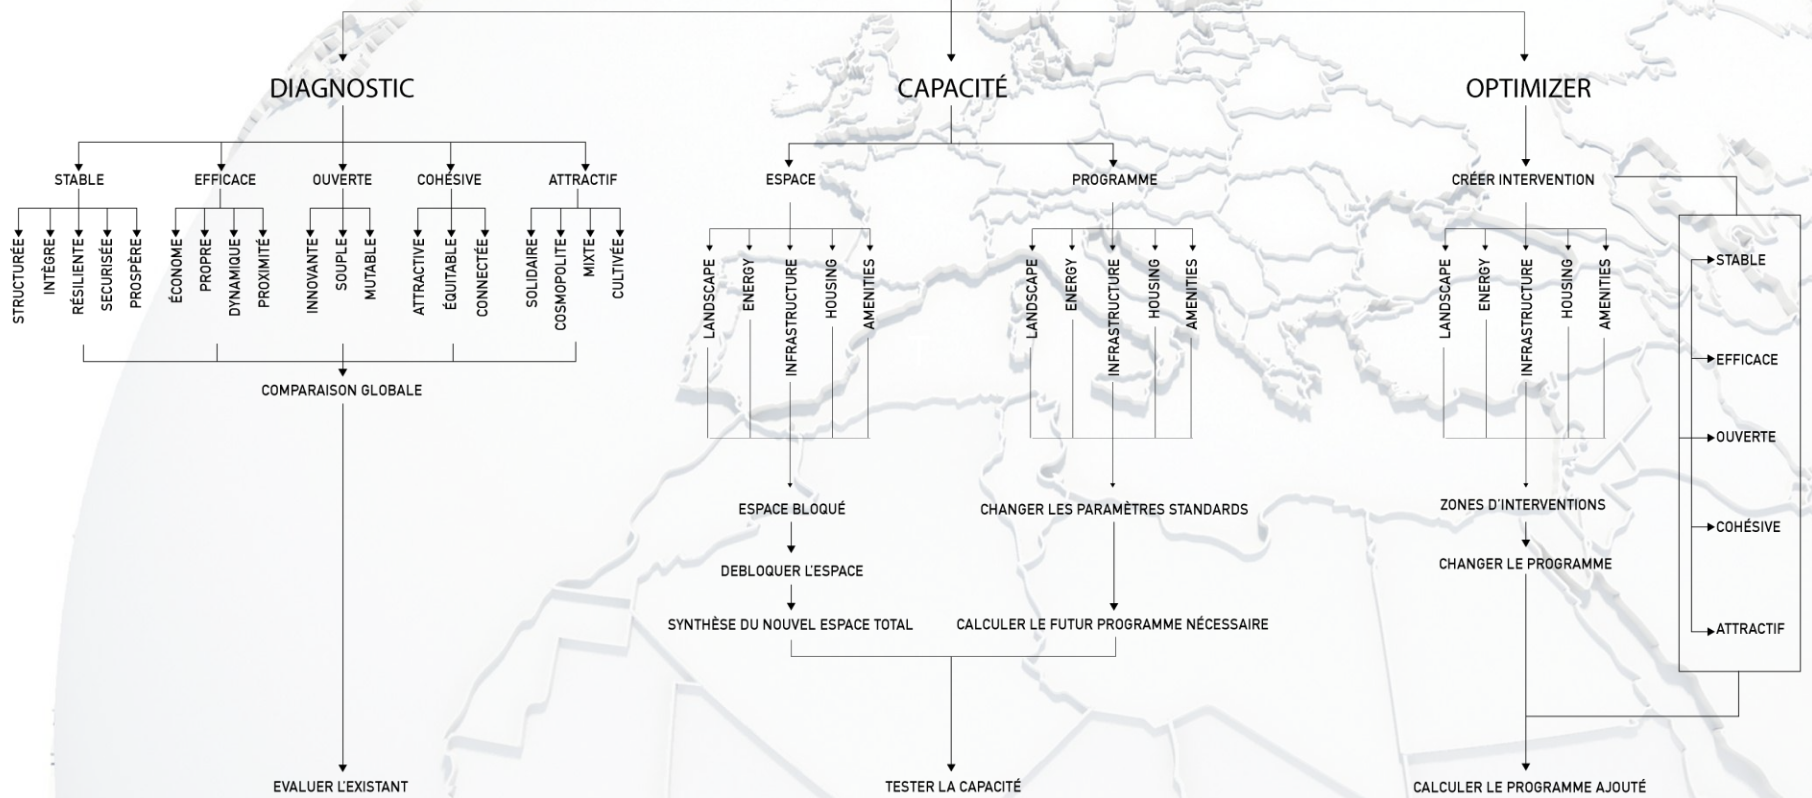 DIAGNOSTIC
STABLE
EFFICACE
OUVERTE
COHÉSIVE
ATTRACTIF
STRUCTURÉE
INTÈGRE
RÉSILIENTE
SECURISÉE
PROSPÈRE
ÉCONOME
PROPRE
DYNAMIQUE
PROXIMITÉ
INNOVANTE
SOUPLE
MUTABLE
ATTRACTIVE
ÉQUITABLE
CONNECTÉE
SOLIDAIRE
COSMOPOLITE
MIXTE
CULTIVÉE
COMPARAISON GLOBALE
EVALUER L'EXISTANT
CAPACITÉ
ESPACE
PROGRAMME
LANDSCAPE
ENERGY
INFRASTRUCTURE
HOUSING
AMENITIES
LANDSCAPE
ENERGY
INFRASTRUCTURE
HOUSING
AMENITIES
ESPACE BLOQUÉ
CHANGER LES PARAMÈTRES STANDARDS
DEBLOQUER L'ESPACE
SYNTHÈSE DU NOUVEL ESPACE TOTAL
CALCULER LE FUTUR PROGRAMME NÉCESSAIRE
TESTER LA CAPACITÉ
OPTIMIZER
CRÉER INTERVENTION
LANDSCAPE
ENERGY
INFRASTRUCTURE
HOUSING
AMENITIES
STABLE
EFFICACE
OUVERTE
COHÉSIVE
ATTRACTIF
ZONES D'INTERVENTIONS
CHANGER LE PROGRAMME
CALCULER LE PROGRAMME AJOUTÉ